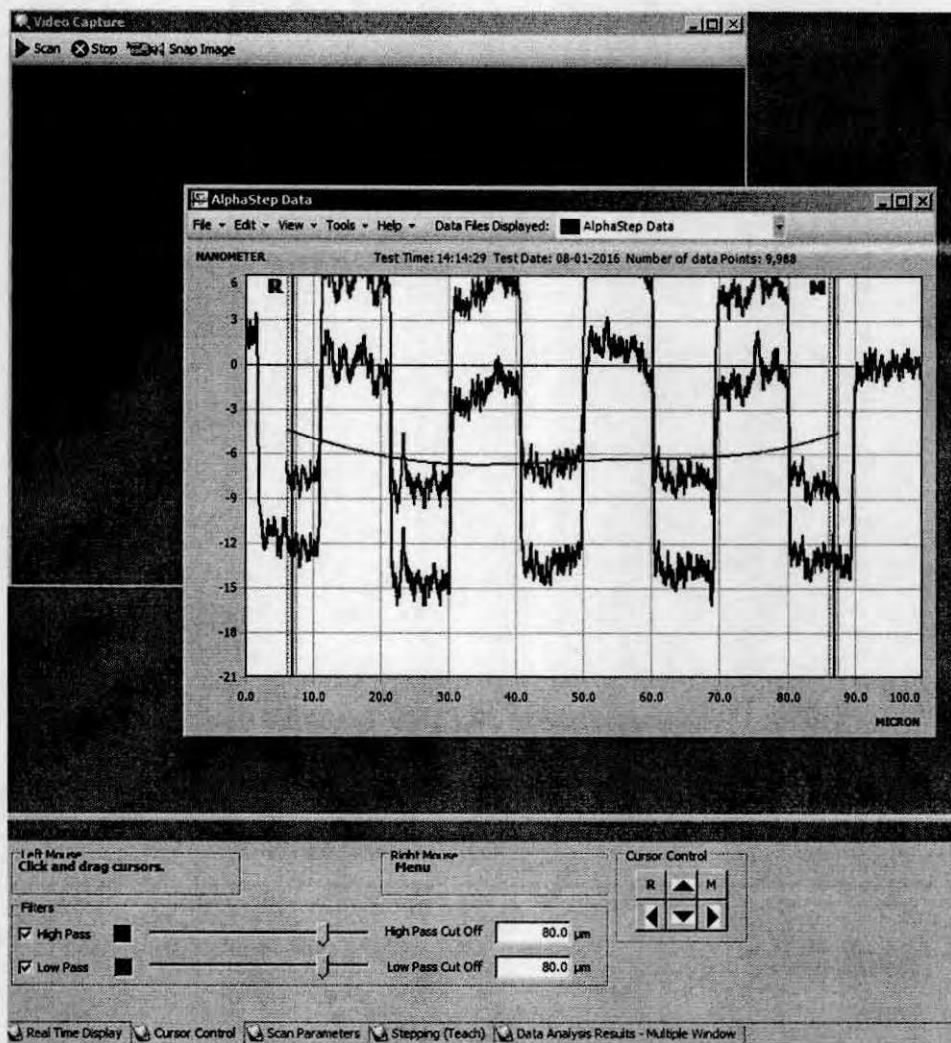 Video Capture
Scan Stop Snap Image
AlphaStep Data
File Edit View Tools Help Data Files Displayed: AlphaStep Data
NANOMETER Test Time: 14:14:29 Test Date: 08-01-2016 Number of data Points: 9,988
R M
6
3
0
-3
-6
-9
-12
-15
-18
-21
0.0 10.0 20.0 30.0 40.0 50.0 60.0 70.0 80.0 90.0 100.0
MICRON
Left Mouse Right Mouse Cursor Control
Click and drag cursors. Menu
R M
Filters
High Pass High Pass Cut Off 80.0 µm
Low Pass Low Pass Cut Off 80.0 µm
Real Time Display Cursor Control Scan Parameters Stepping (Teach) Data Analysis Results - Multiple Window